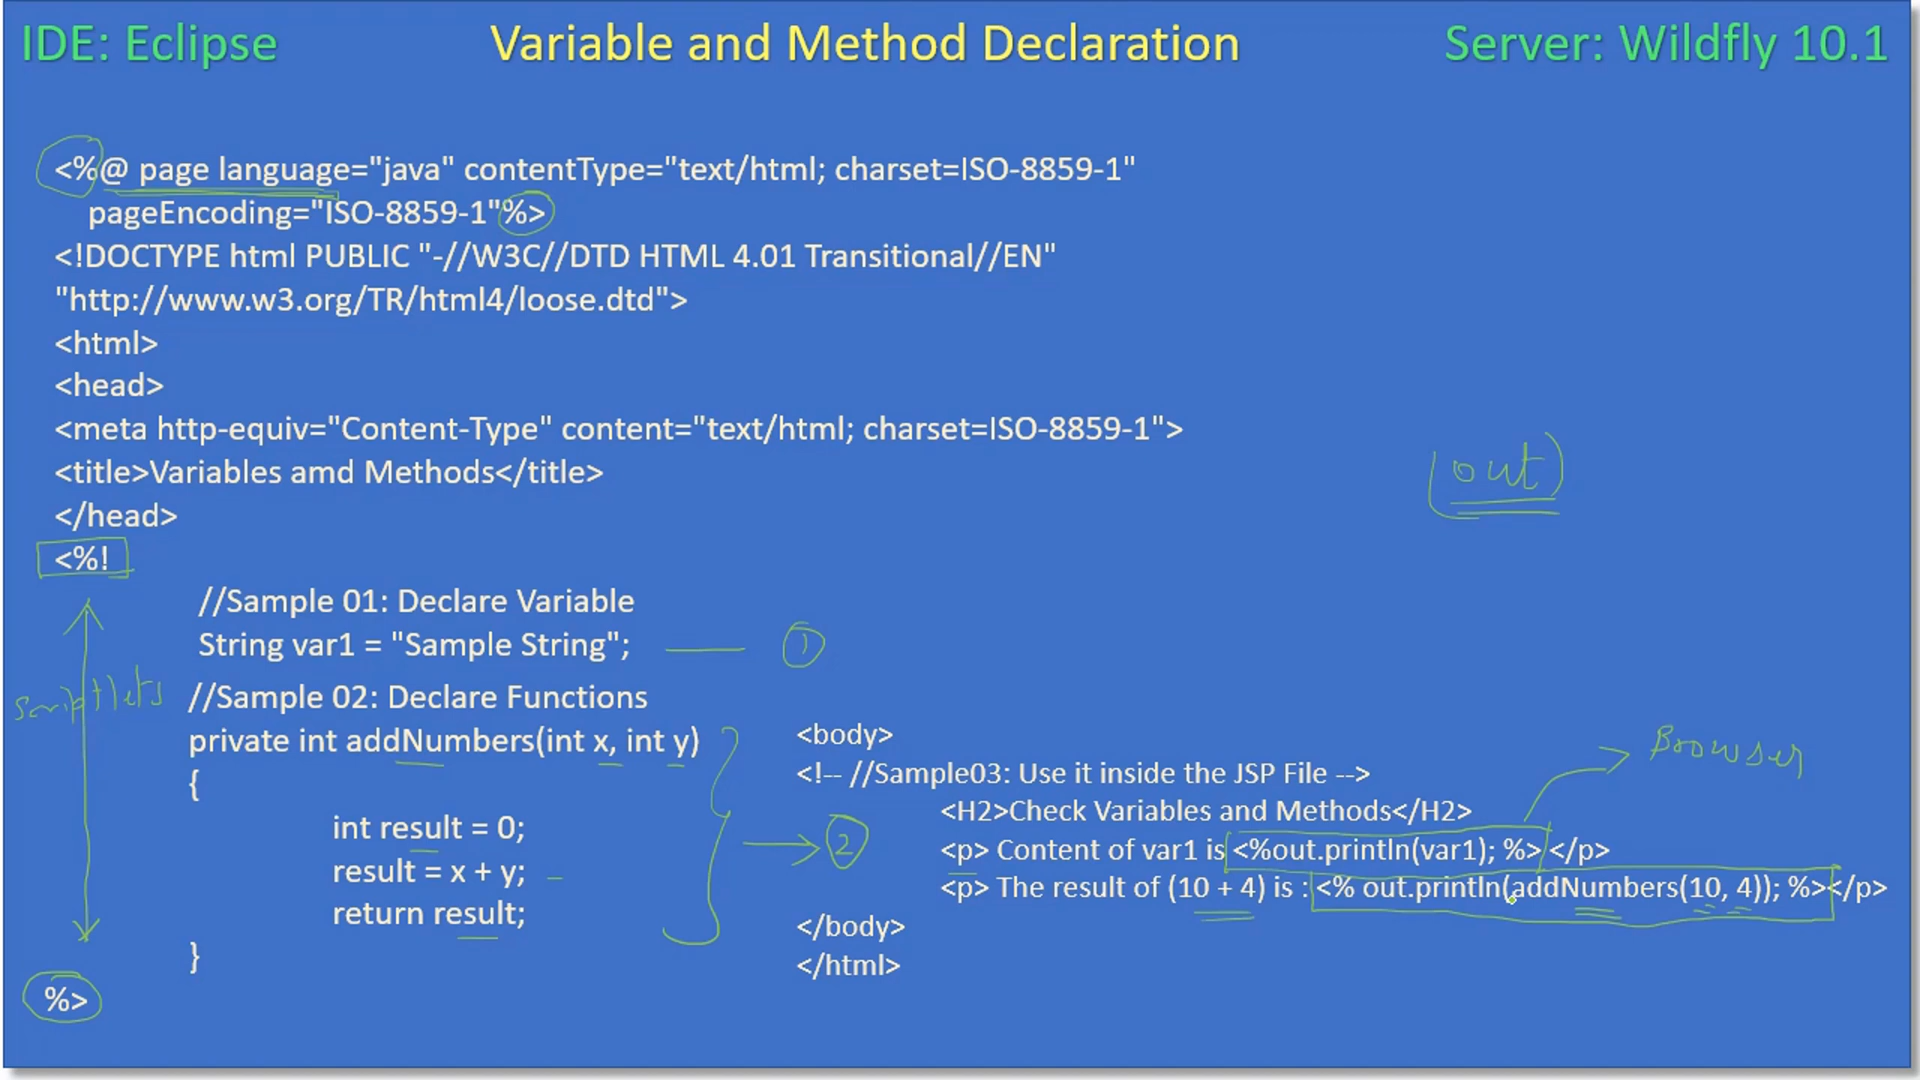 IDE: Eclipse
Variable and Method Declaration
Server: Wildfly 10.1
<%@ page language="java" contentType="text/html; charset=ISO-8859-1"
pageEncoding="ISO-8859-1"%>
<!DOCTYPE html PUBLIC "-//W3C//DTD HTML 4.01 Transitional//EN"
"http://www.w3.org/TR/html4/loose.dtd">
<html>
<head>
<meta http-equiv="Content-Type" content="text/html; charset=ISO-8859-1">
<title>Variables amd Methods</title>
</head>
<%!
//Sample 01: Declare Variable
String var1 = "Sample String";
1
//Sample 02: Declare Functions
private int addNumbers(int x, int y)
{
int result = 0;
result = x + y;
return result;
}
%>
scriptlets
2
out
<body>
<!-- //Sample03: Use it inside the JSP File -->
<H2>Check Variables and Methods</H2>
<p> Content of var1 is <%out.println(var1); %> </p>
<p> The result of (10 + 4) is : <% out.println(addNumbers(10, 4)); %></p>
</body>
</html>
Browser